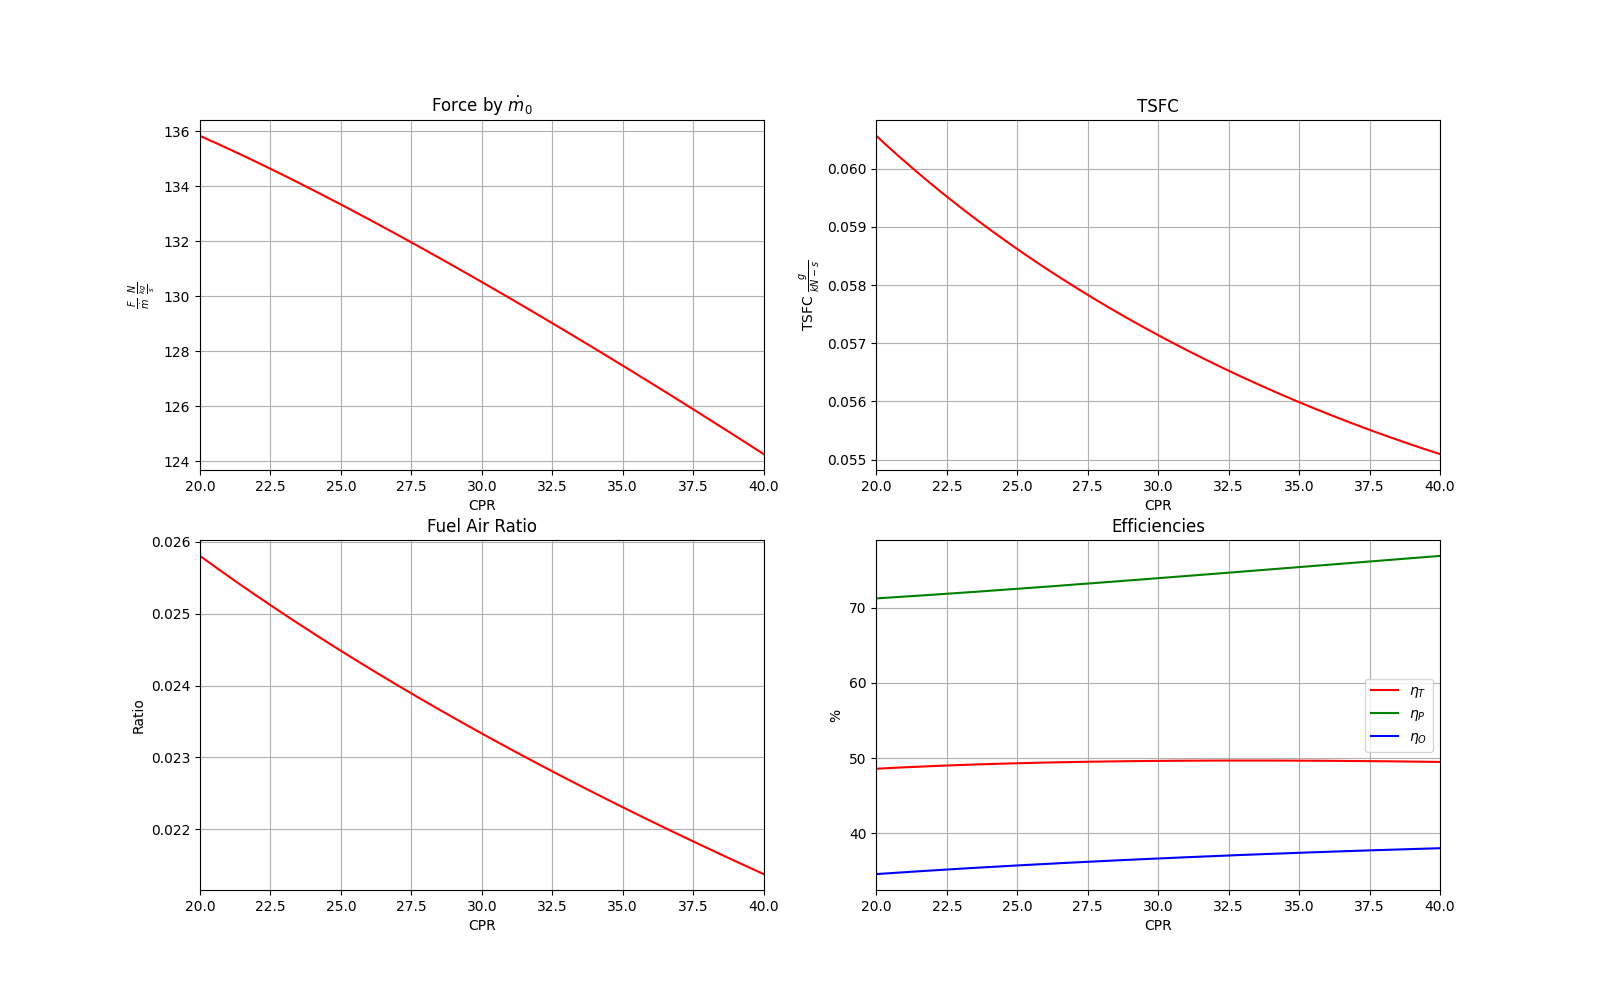 Force by ṁ₀
136
134
132
130
128
126
124
F/ṁ N/(kg/s)
20.0 22.5 25.0 27.5 30.0 32.5 35.0 37.5 40.0
CPR
TSFC
0.060
0.059
0.058
0.057
0.056
0.055
TSFC g/(kN − s)
20.0 22.5 25.0 27.5 30.0 32.5 35.0 37.5 40.0
CPR
Fuel Air Ratio
0.026
0.025
0.024
0.023
0.022
Ratio
20.0 22.5 25.0 27.5 30.0 32.5 35.0 37.5 40.0
CPR
Efficiencies
70
60
50
40
%
η_T
η_P
η_O
20.0 22.5 25.0 27.5 30.0 32.5 35.0 37.5 40.0
CPR